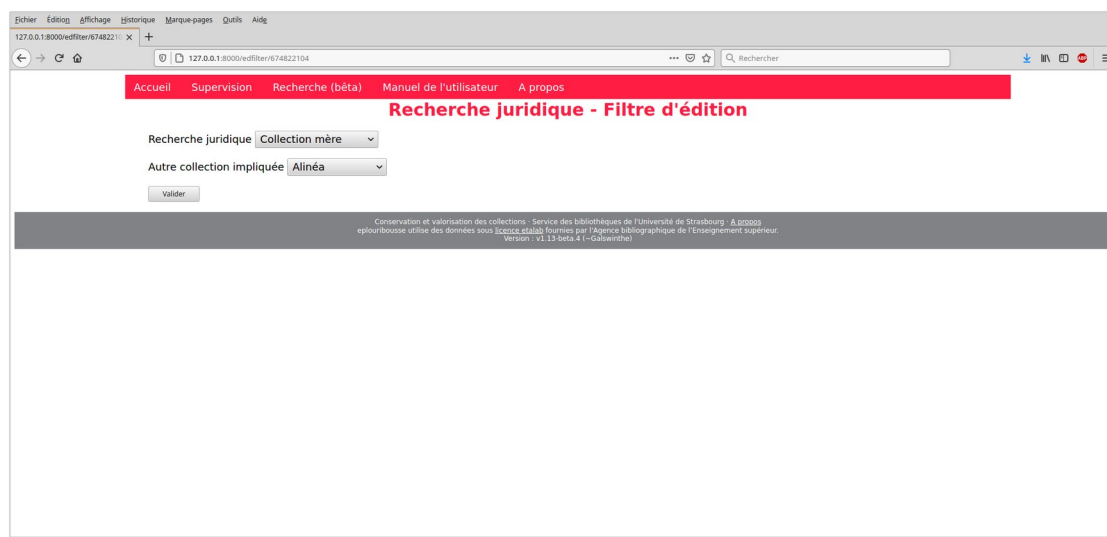 Fichier Édition Affichage Historique Marque-pages Outils Aide
127.0.0.1:8000/edfilter/67482210
127.0.0.1:8000/edfilter/674822104
Rechercher
ABP
Accueil Supervision Recherche (bêta) Manuel de l'utilisateur A propos
Recherche juridique - Filtre d'édition
Recherche juridique Collection mère
Autre collection impliquée Alinéa
Valider
Conservation et valorisation des collections - Service des bibliothèques de l'Université de Strasbourg - A propos
eplouribousse utilise des données sous licence etalab fournies par l'Agence bibliographique de l'Enseignement supérieur.
Version : v1.13-beta.4 (~Galswinthe)